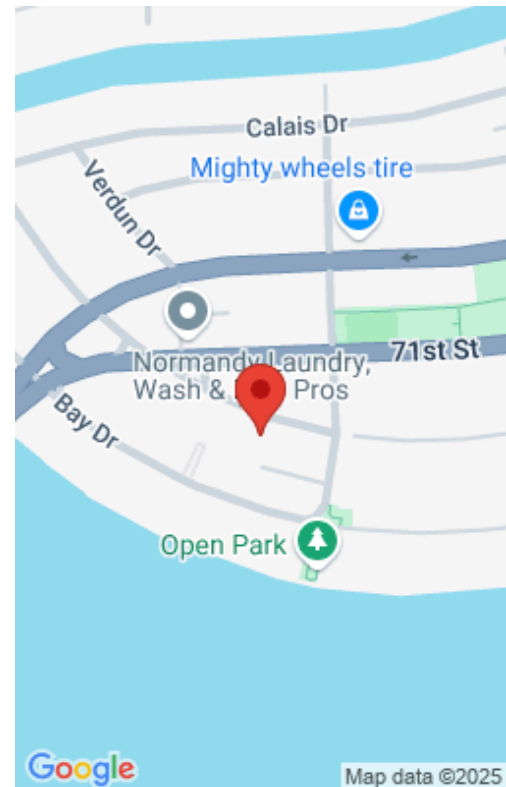 Calais Dr
Mighty wheels tire
Verdun Dr
71st St
Normandy Laundry,
Wash &
Pros
Bay Dr
Open Park
Google
Map data ©2025